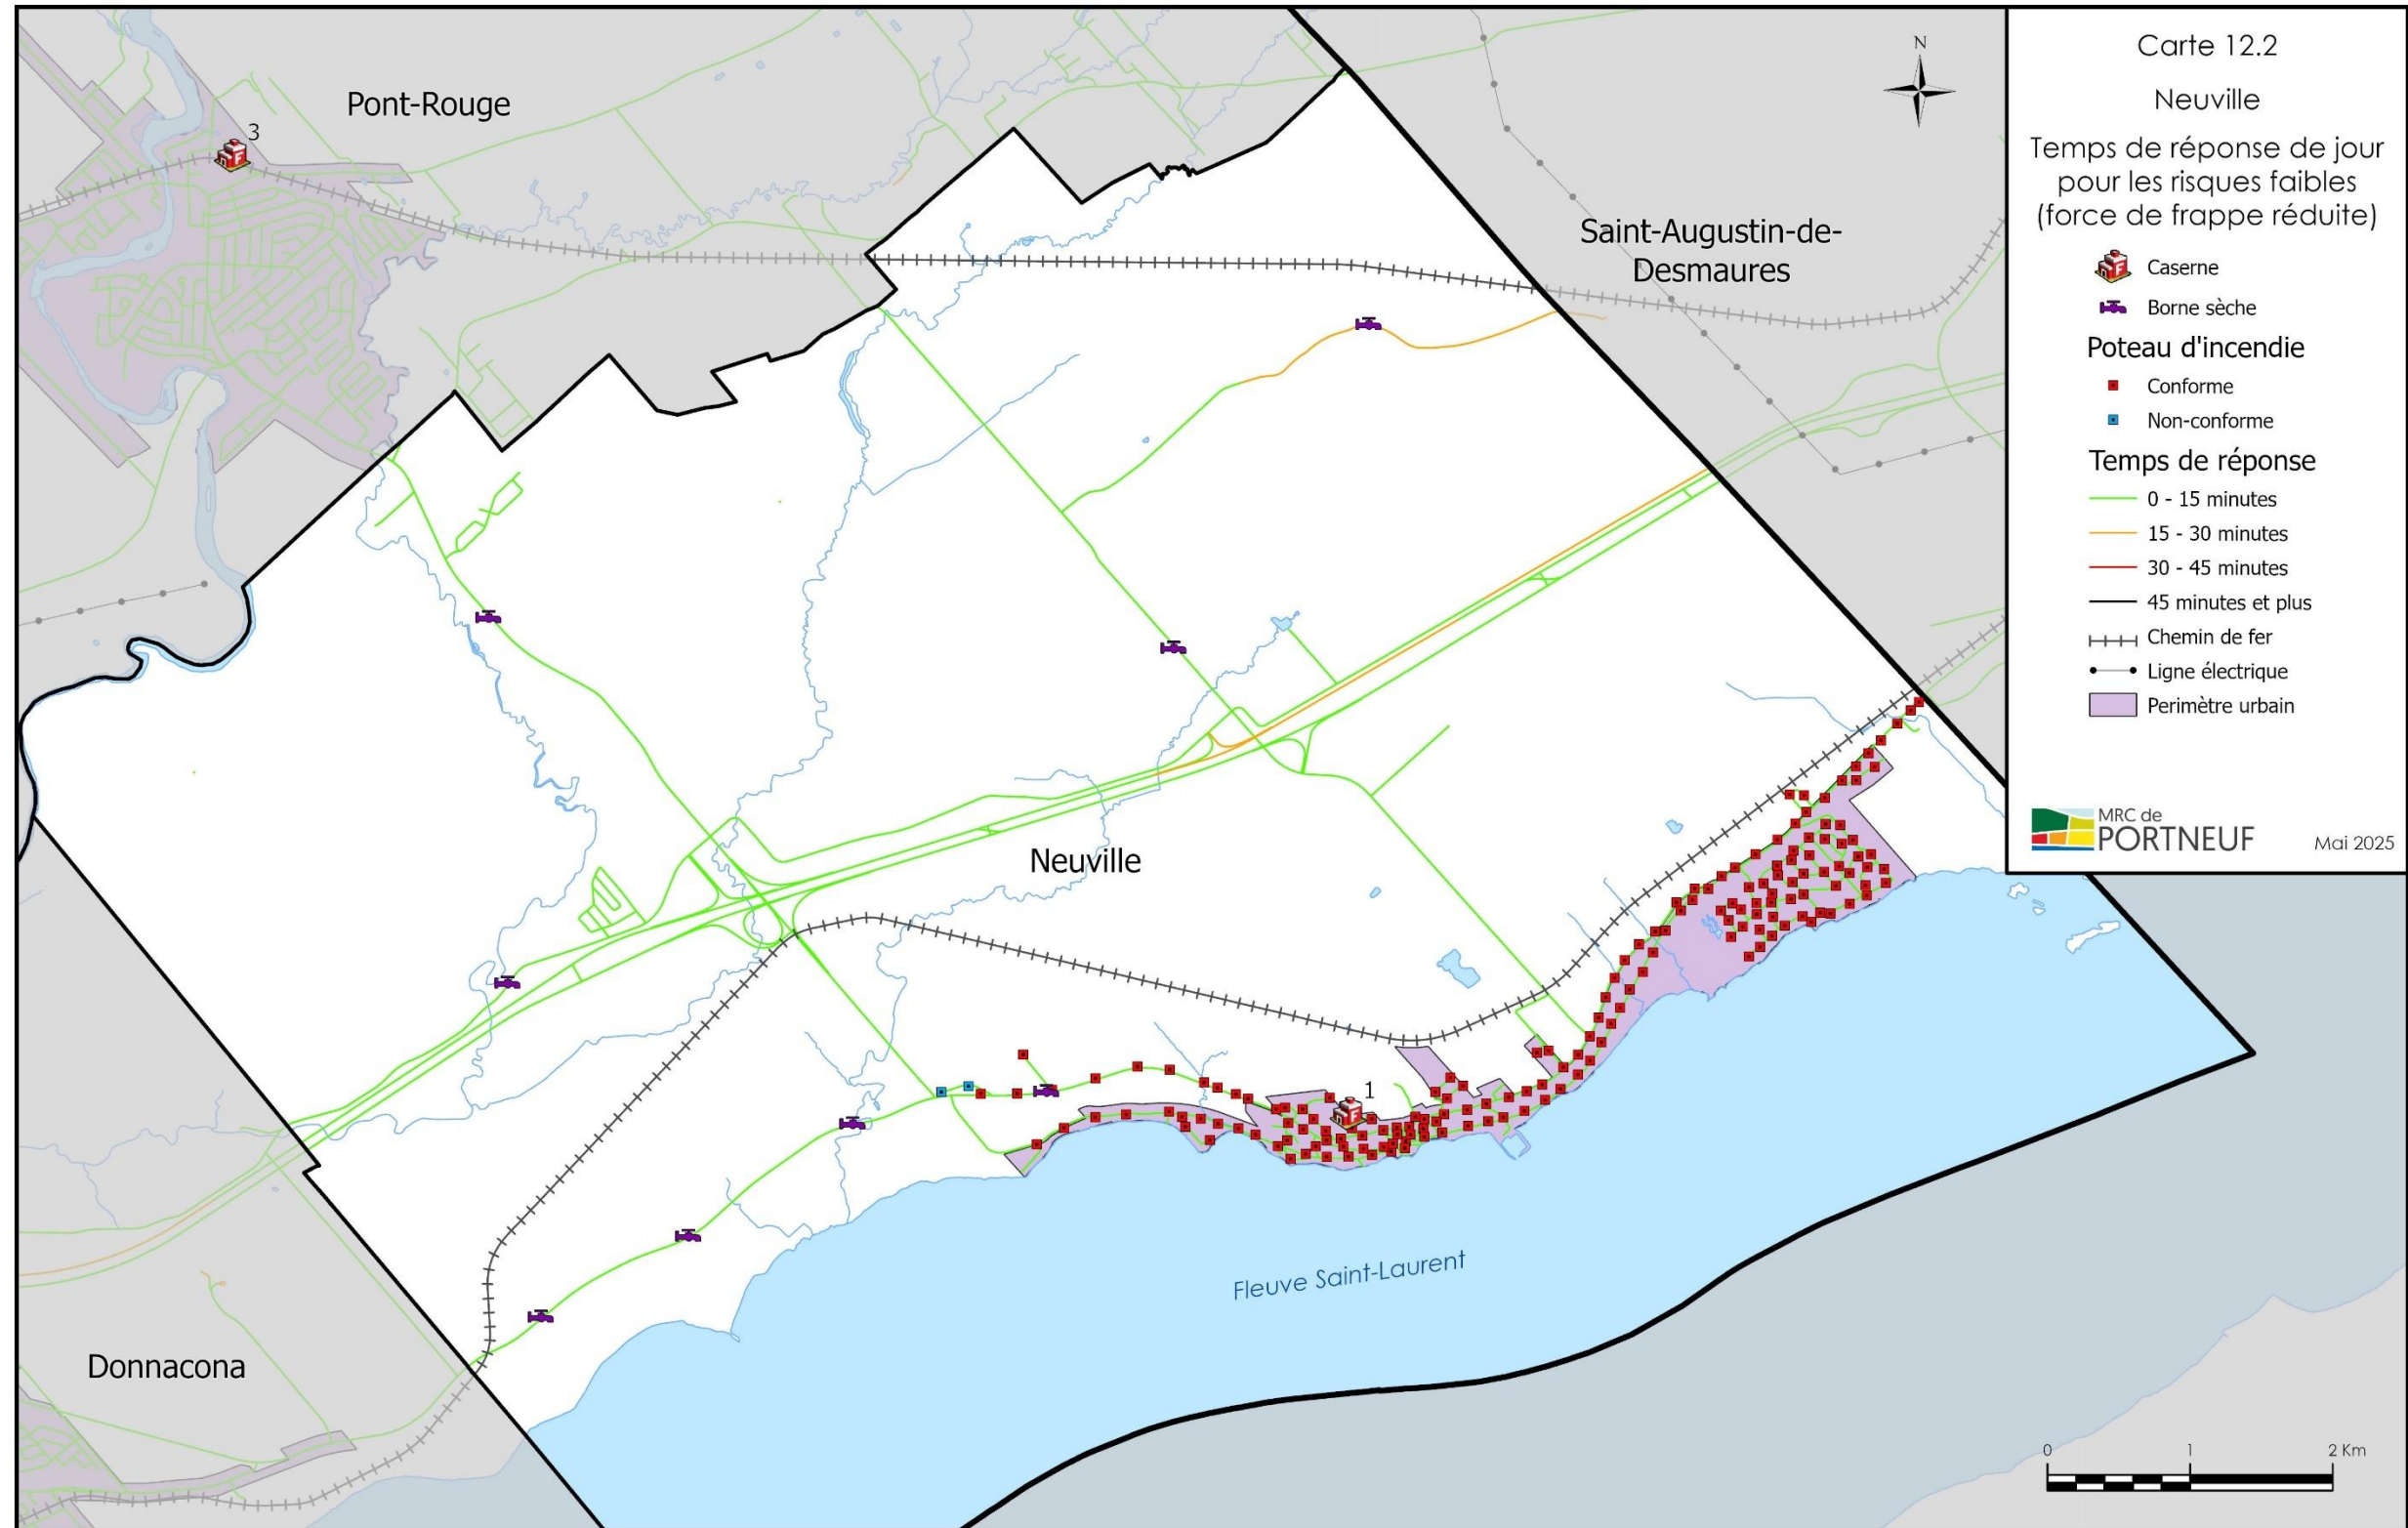 Carte 12.2
Neuville
Temps de réponse de jour
pour les risques faibles
(force de frappe réduite)
Caserne
Borne sèche
Poteau d'incendie
Conforme
Non-conforme
Temps de réponse
0 - 15 minutes
15 - 30 minutes
30 - 45 minutes
45 minutes et plus
Chemin de fer
Ligne électrique
Perimètre urbain
MRC de
PORTNEUF
Mai 2025
N
Pont-Rouge
3
Saint-Augustin-de-
Desmaures
Neuville
1
Fleuve Saint-Laurent
Donnacona
0 1 2 Km